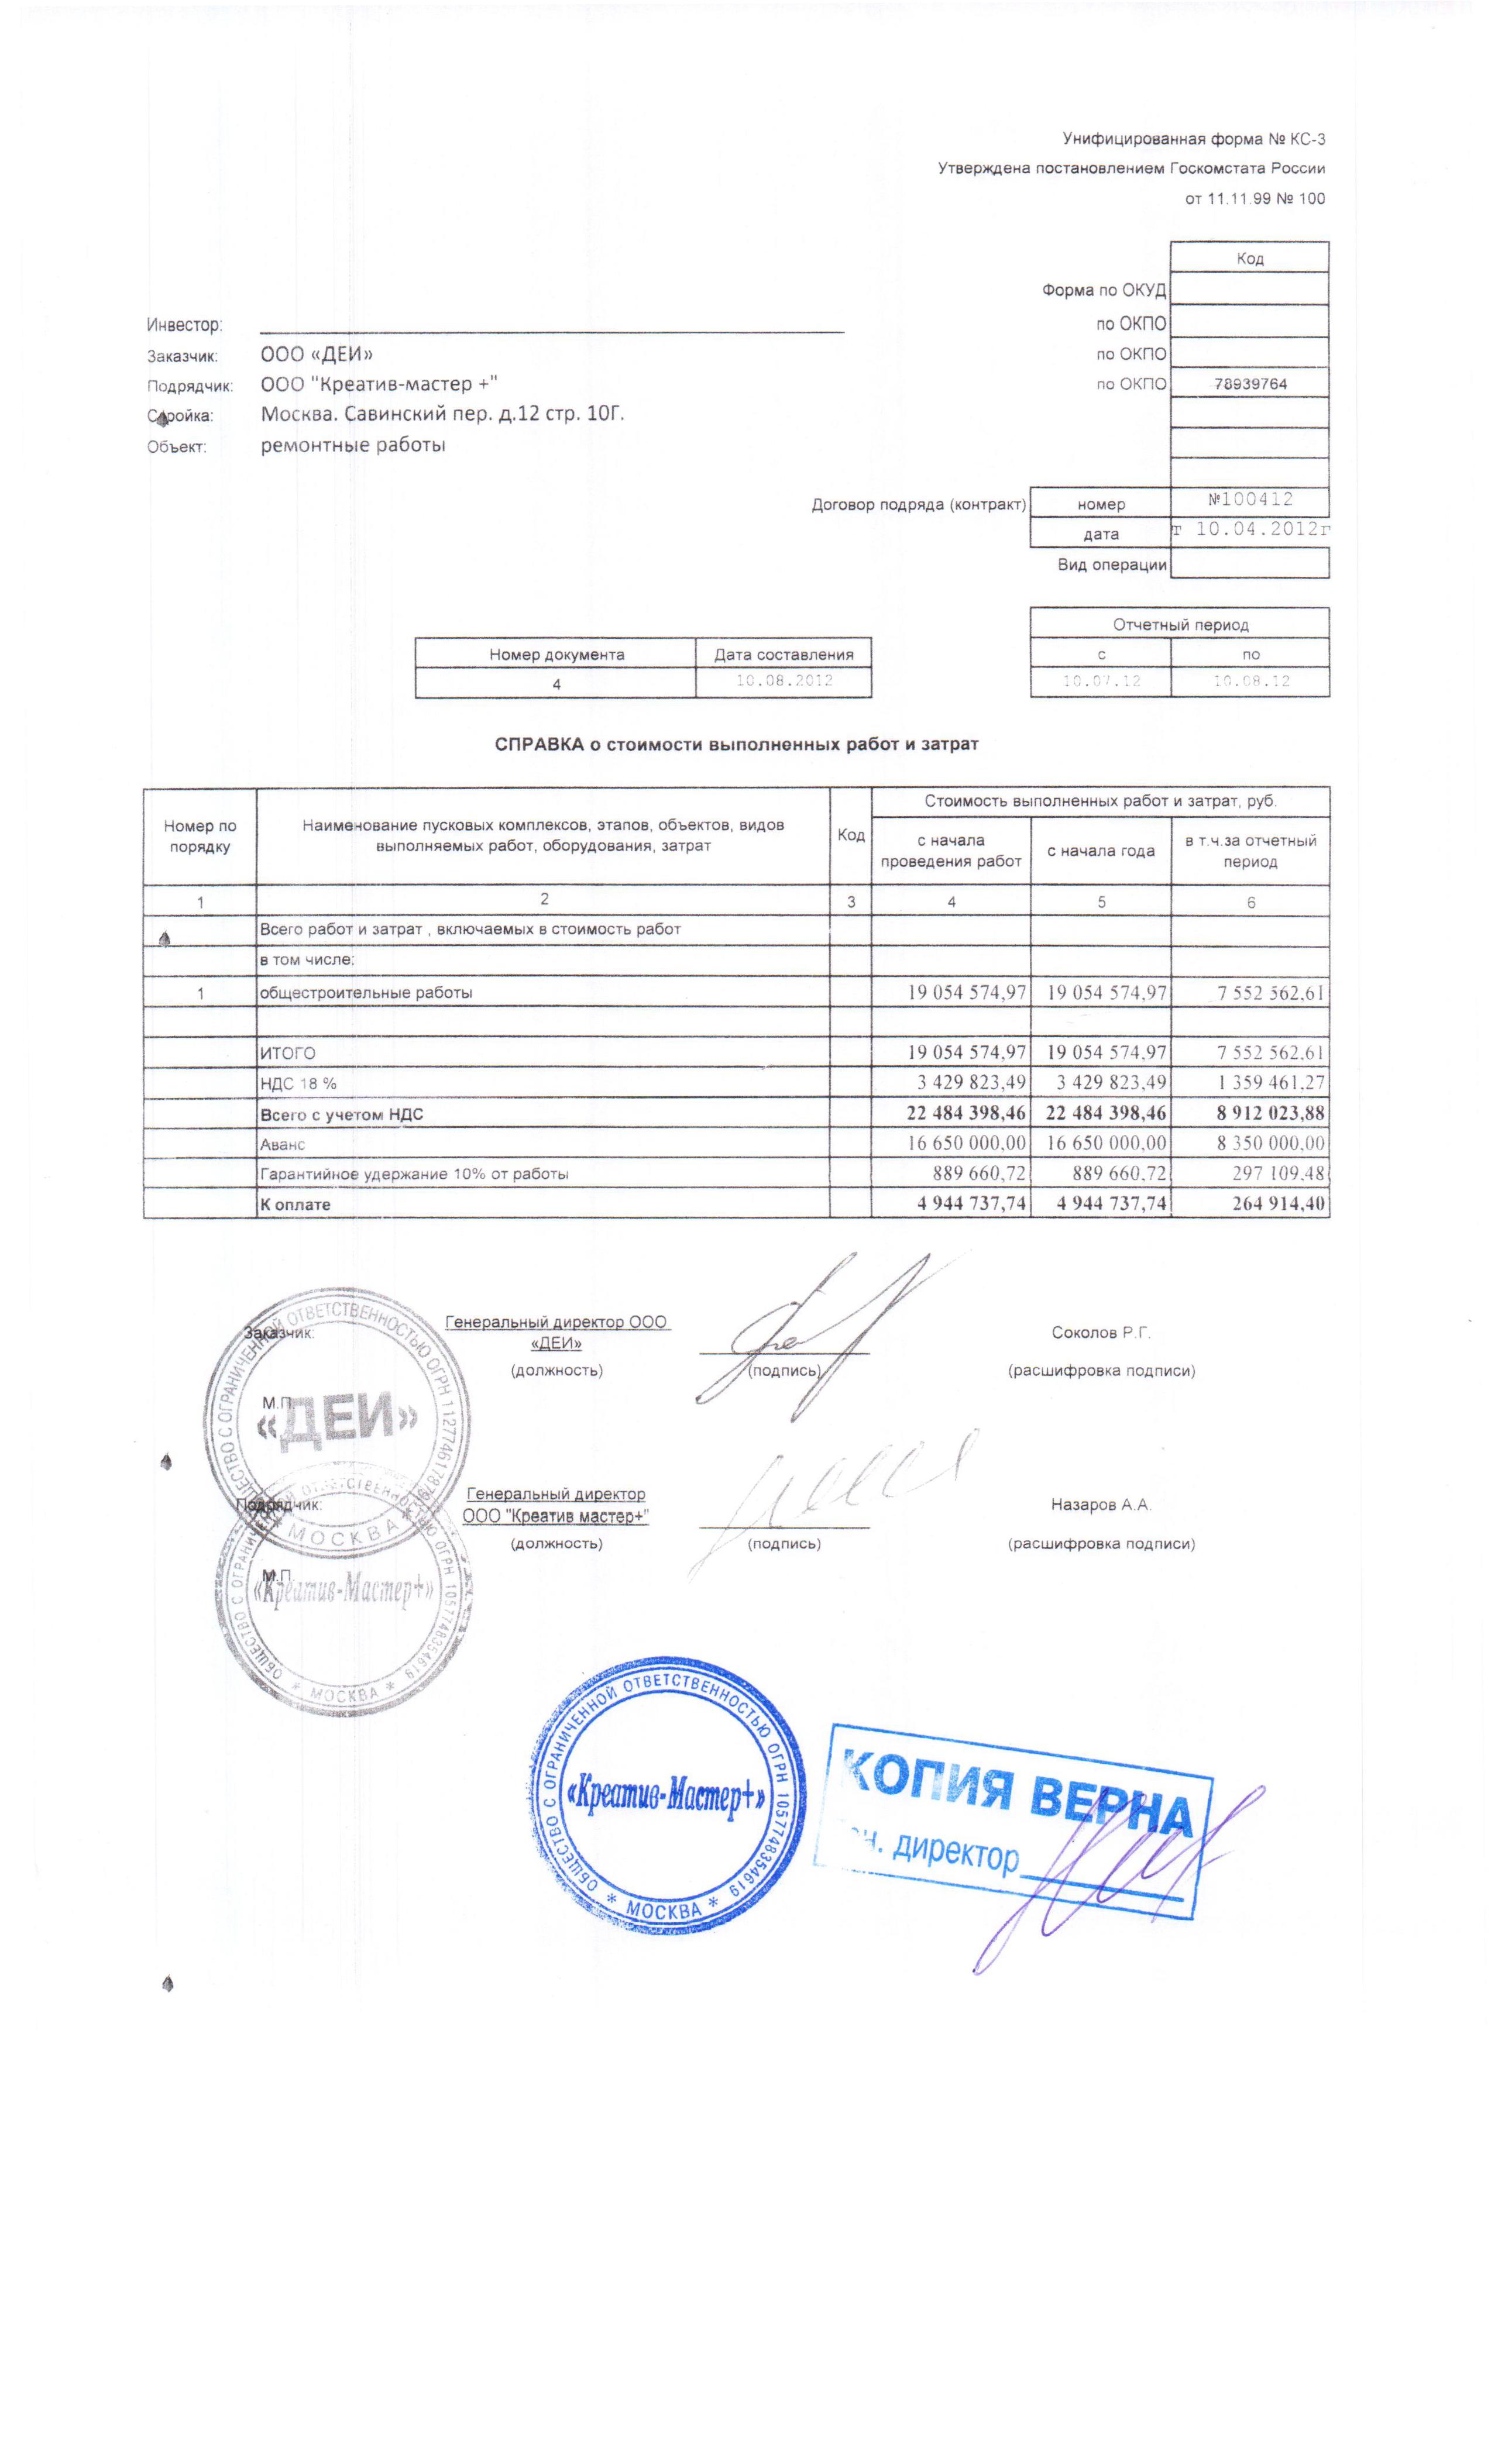 Унифицированная форма № КС-3
Утверждена постановлением Госкомстата России
от 11.11.99 № 100
Код
Форма по ОКУД
Инвестор: по ОКПО
Заказчик: ООО «ДЕИ» по ОКПО
Подрядчик: ООО "Креатив-мастер +" по ОКПО 78939764
Стройка: Москва. Савинский пер. д.12 стр. 10Г.
Объект: ремонтные работы
Договор подряда (контракт) номер №100412
дата т 10.04.2012г
Вид операции
Отчетный период
Номер документа Дата составления с по
4 10.08.2012 10.07.12 10.08.12
СПРАВКА о стоимости выполненных работ и затрат
Номер по порядку Наименование пусковых комплексов, этапов, объектов, видов выполняемых работ, оборудования, затрат Код Стоимость выполненных работ и затрат, руб.
с начала проведения работ с начала года в т.ч.за отчетный период
1 2 3 4 5 6
Всего работ и затрат , включаемых в стоимость работ
в том числе:
1 общестроительные работы 19 054 574,97 19 054 574,97 7 552 562,61
ИТОГО 19 054 574,97 19 054 574,97 7 552 562,61
НДС 18 % 3 429 823,49 3 429 823,49 1 359 461,27
Всего с учетом НДС 22 484 398,46 22 484 398,46 8 912 023,88
Аванс 16 650 000,00 16 650 000,00 8 350 000,00
Гарантийное удержание 10% от работы 889 660,72 889 660,72 297 109,48
К оплате 4 944 737,74 4 944 737,74 264 914,40
Заказчик: Генеральный директор ООО «ДЕИ» Соколов Р.Г.
(должность) (подпись) (расшифровка подписи)
М.П.
ОБЩЕСТВО С ОГРАНИЧЕННОЙ ОТВЕТСТВЕННОСТЬЮ ОГРН
«ДЕИ»
* МОСКВА *
Подрядчик: Генеральный директор ООО "Креатив мастер+" Назаров А.А.
(должность) (подпись) (расшифровка подписи)
М.П.
ОБЩЕСТВО С ОГРАНИЧЕННОЙ ОТВЕТСТВЕННОСТЬЮ ОГРН 1057748354619
«Креатив-Мастер+»
* МОСКВА *
ОБЩЕСТВО С ОГРАНИЧЕННОЙ ОТВЕТСТВЕННОСТЬЮ ОГРН 1057748354619
«Креатив-Мастер+»
* МОСКВА *
КОПИЯ ВЕРНА
директор